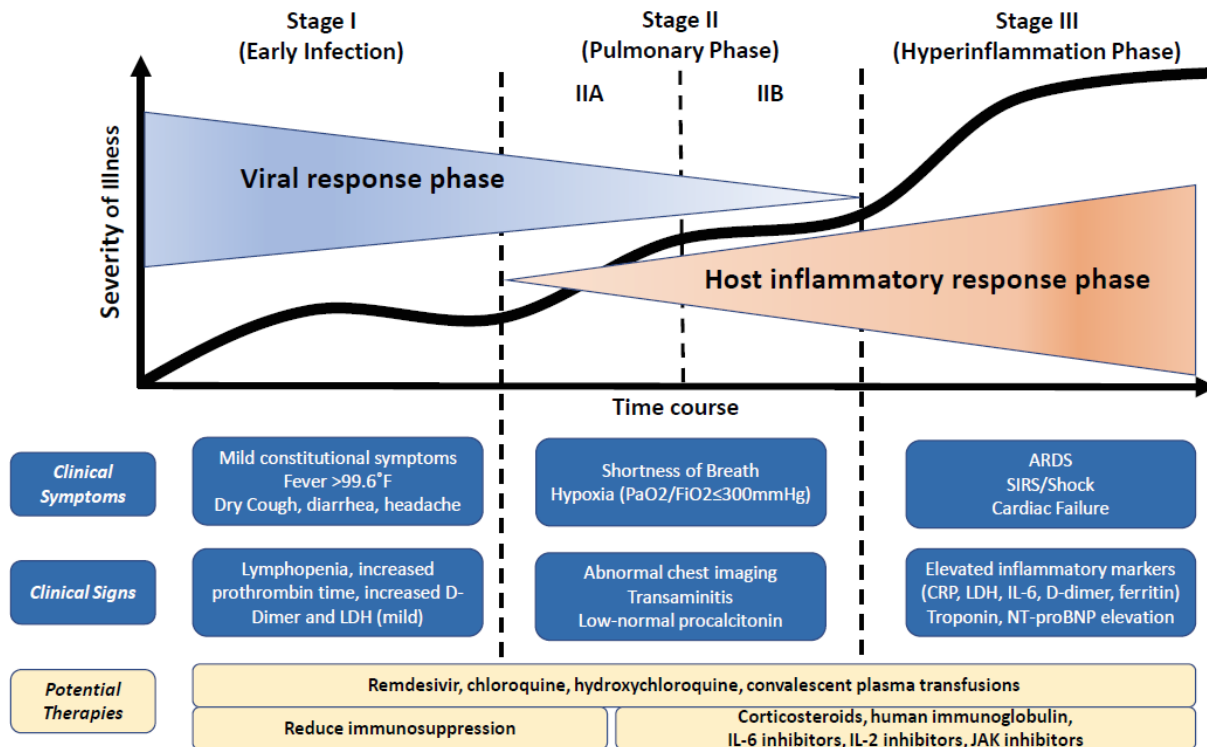 Stage I
(Early Infection)
Stage II
(Pulmonary Phase)
Stage III
(Hyperinflammation Phase)
IIA
IIB
Severity of Illness
Viral response phase
Host inflammatory response phase
Time course
Clinical
Symptoms
Mild constitutional symptoms
Fever >99.6˚F
Dry Cough, diarrhea, headache
Shortness of Breath
Hypoxia (PaO2/FiO2≤300mmHg)
ARDS
SIRS/Shock
Cardiac Failure
Clinical Signs
Lymphopenia, increased
prothrombin time, increased D-
Dimer and LDH (mild)
Abnormal chest imaging
Transaminitis
Low-normal procalcitonin
Elevated inflammatory markers
(CRP, LDH, IL-6, D-dimer, ferritin)
Troponin, NT-proBNP elevation
Potential
Therapies
Remdesivir, chloroquine, hydroxychloroquine, convalescent plasma transfusions
Reduce immunosuppression
Corticosteroids, human immunoglobulin,
IL-6 inhibitors, IL-2 inhibitors, JAK inhibitors